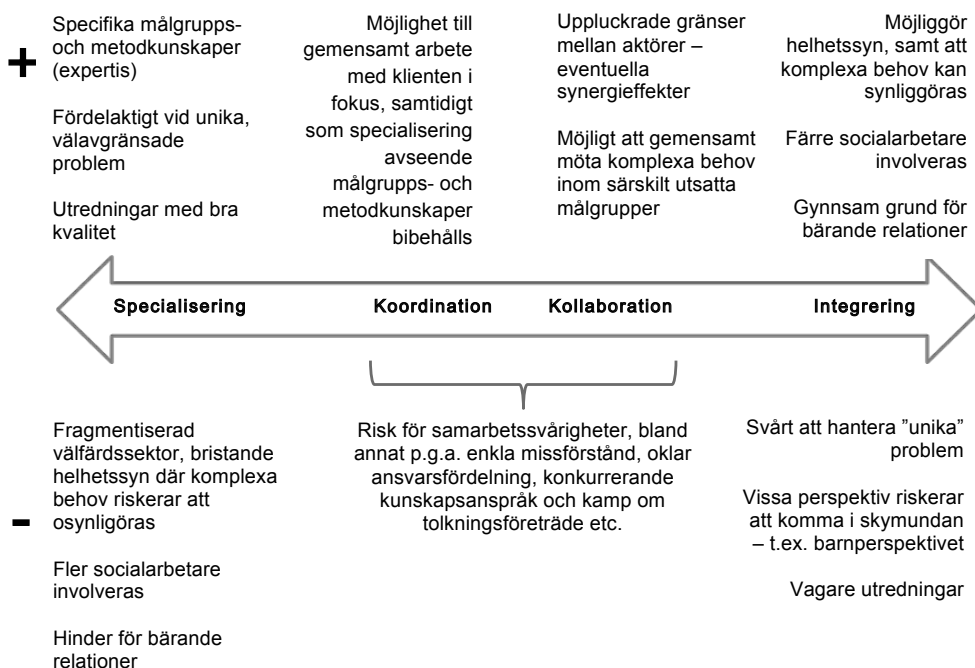 +
Specifika målgrupps-
och metodkunskaper
(expertis)
Fördelaktigt vid unika,
välavgränsade
problem
Utredningar med bra
kvalitet
Möjlighet till
gemensamt arbete
med klienten i
fokus, samtidigt
som specialisering
avseende
målgrupps- och
metodkunskaper
bibehålls
Uppluckrade gränser
mellan aktörer –
eventuella
synergieffekter
Möjligt att gemensamt
möta komplexa behov
inom särskilt utsatta
målgrupper
Möjliggör
helhetssyn, samt att
komplexa behov kan
synliggöras
Färre socialarbetare
involveras
Gynnsam grund för
bärande relationer
Specialisering
Koordination
Kollaboration
Integrering
-
Fragmentiserad
välfärdssektor, bristande
helhetssyn där komplexa
behov riskerar att
osynligöras
Fler socialarbetare
involveras
Hinder för bärande
relationer
Risk för samarbetssvårigheter, bland
annat p.g.a. enkla missförstånd, oklar
ansvarsfördelning, konkurrerande
kunskapsanspråk och kamp om
tolkningsföreträde etc.
Svårt att hantera ”unika”
problem
Vissa perspektiv riskerar
att komma i skymundan
– t.ex. barnperspektivet
Vagare utredningar